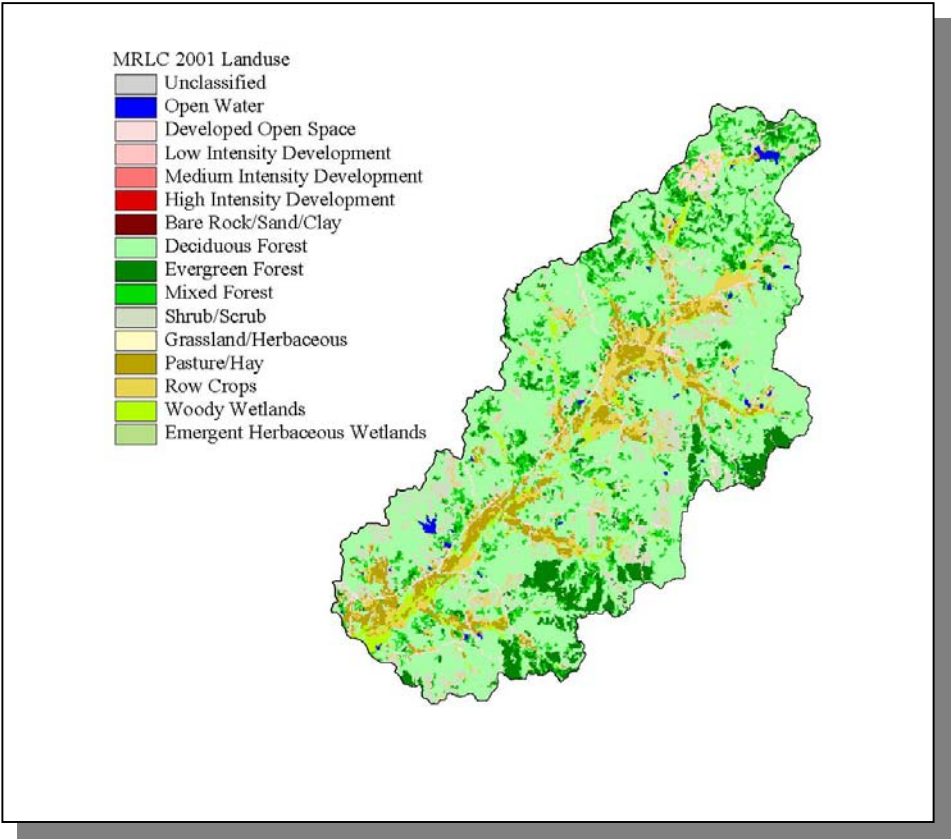 MRLC 2001 Landuse
Unclassified
Open Water
Developed Open Space
Low Intensity Development
Medium Intensity Development
High Intensity Development
Bare Rock/Sand/Clay
Deciduous Forest
Evergreen Forest
Mixed Forest
Shrub/Scrub
Grassland/Herbaceous
Pasture/Hay
Row Crops
Woody Wetlands
Emergent Herbaceous Wetlands